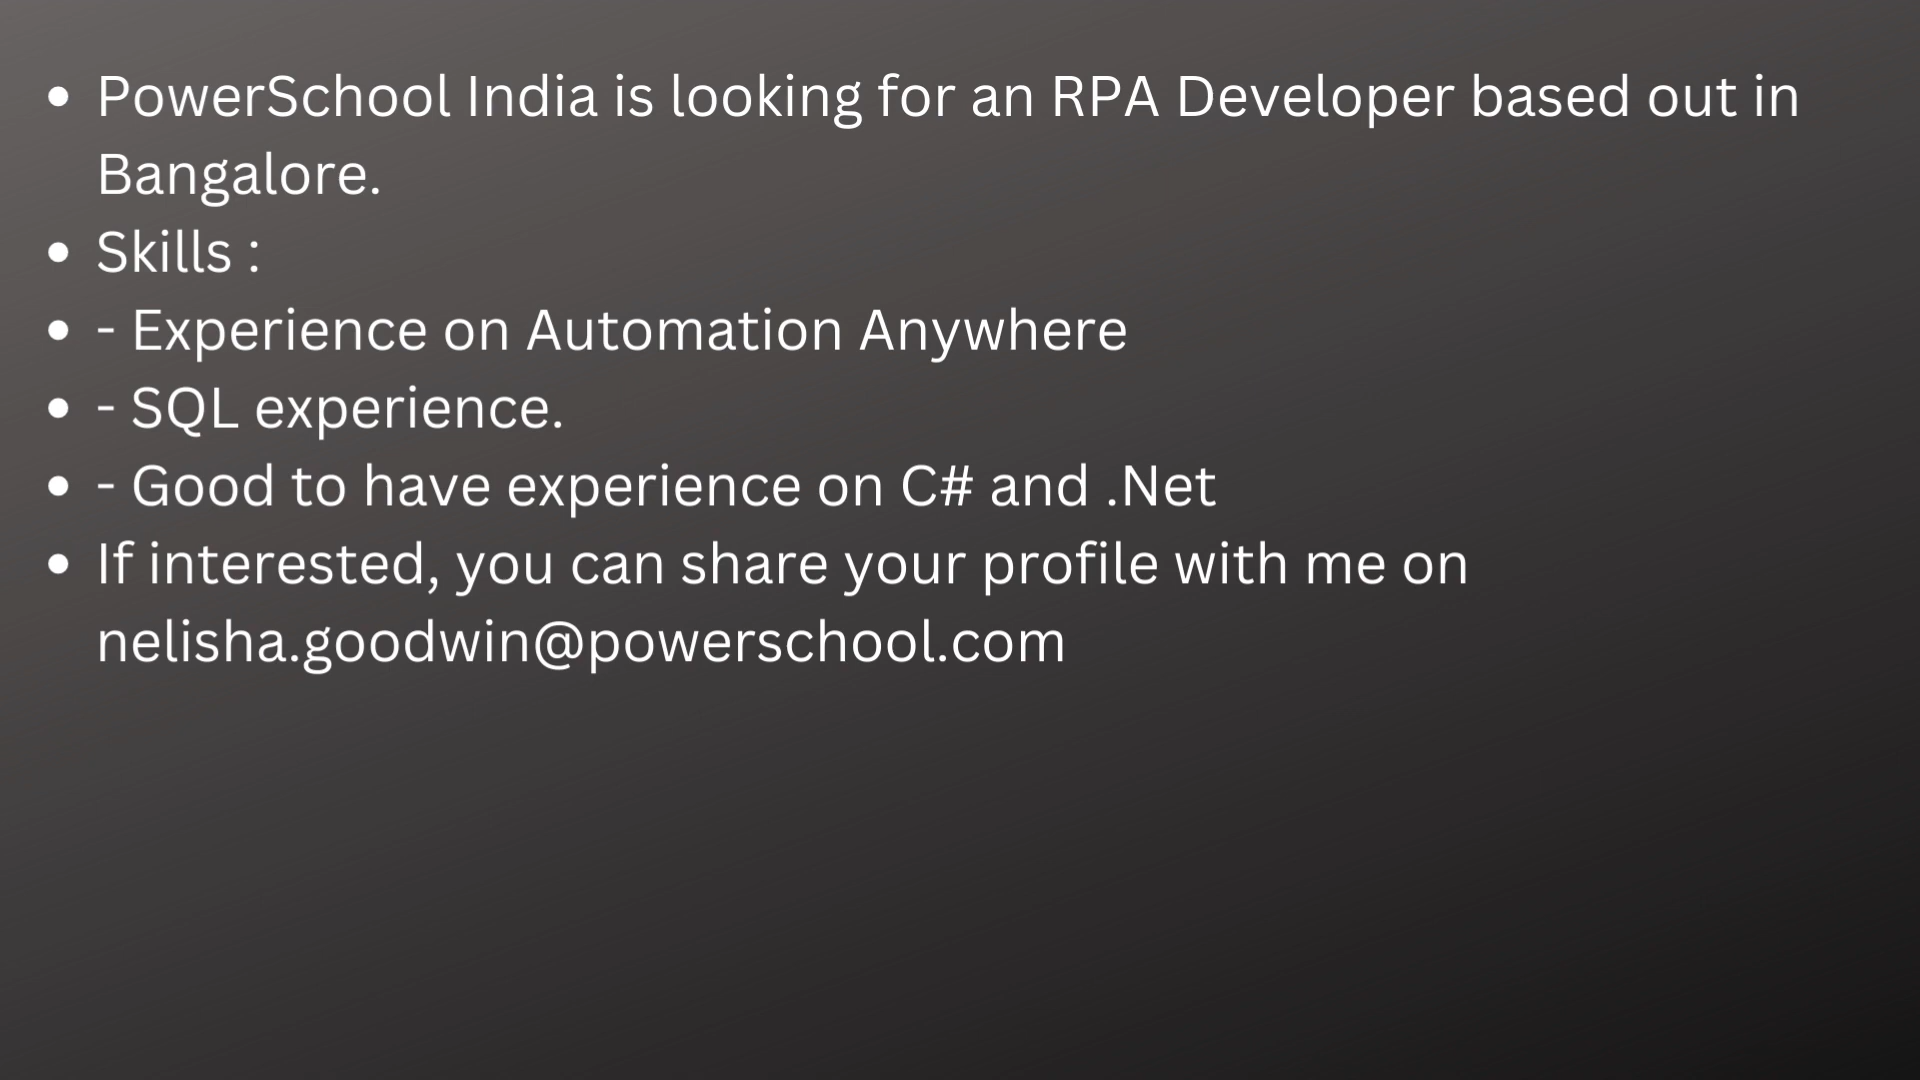 • PowerSchool India is looking for an RPA Developer based out in
Bangalore.
• Skills :
• - Experience on Automation Anywhere
• - SQL experience.
• - Good to have experience on C# and .Net
• If interested, you can share your profile with me on
nelisha.goodwin@powerschool.com